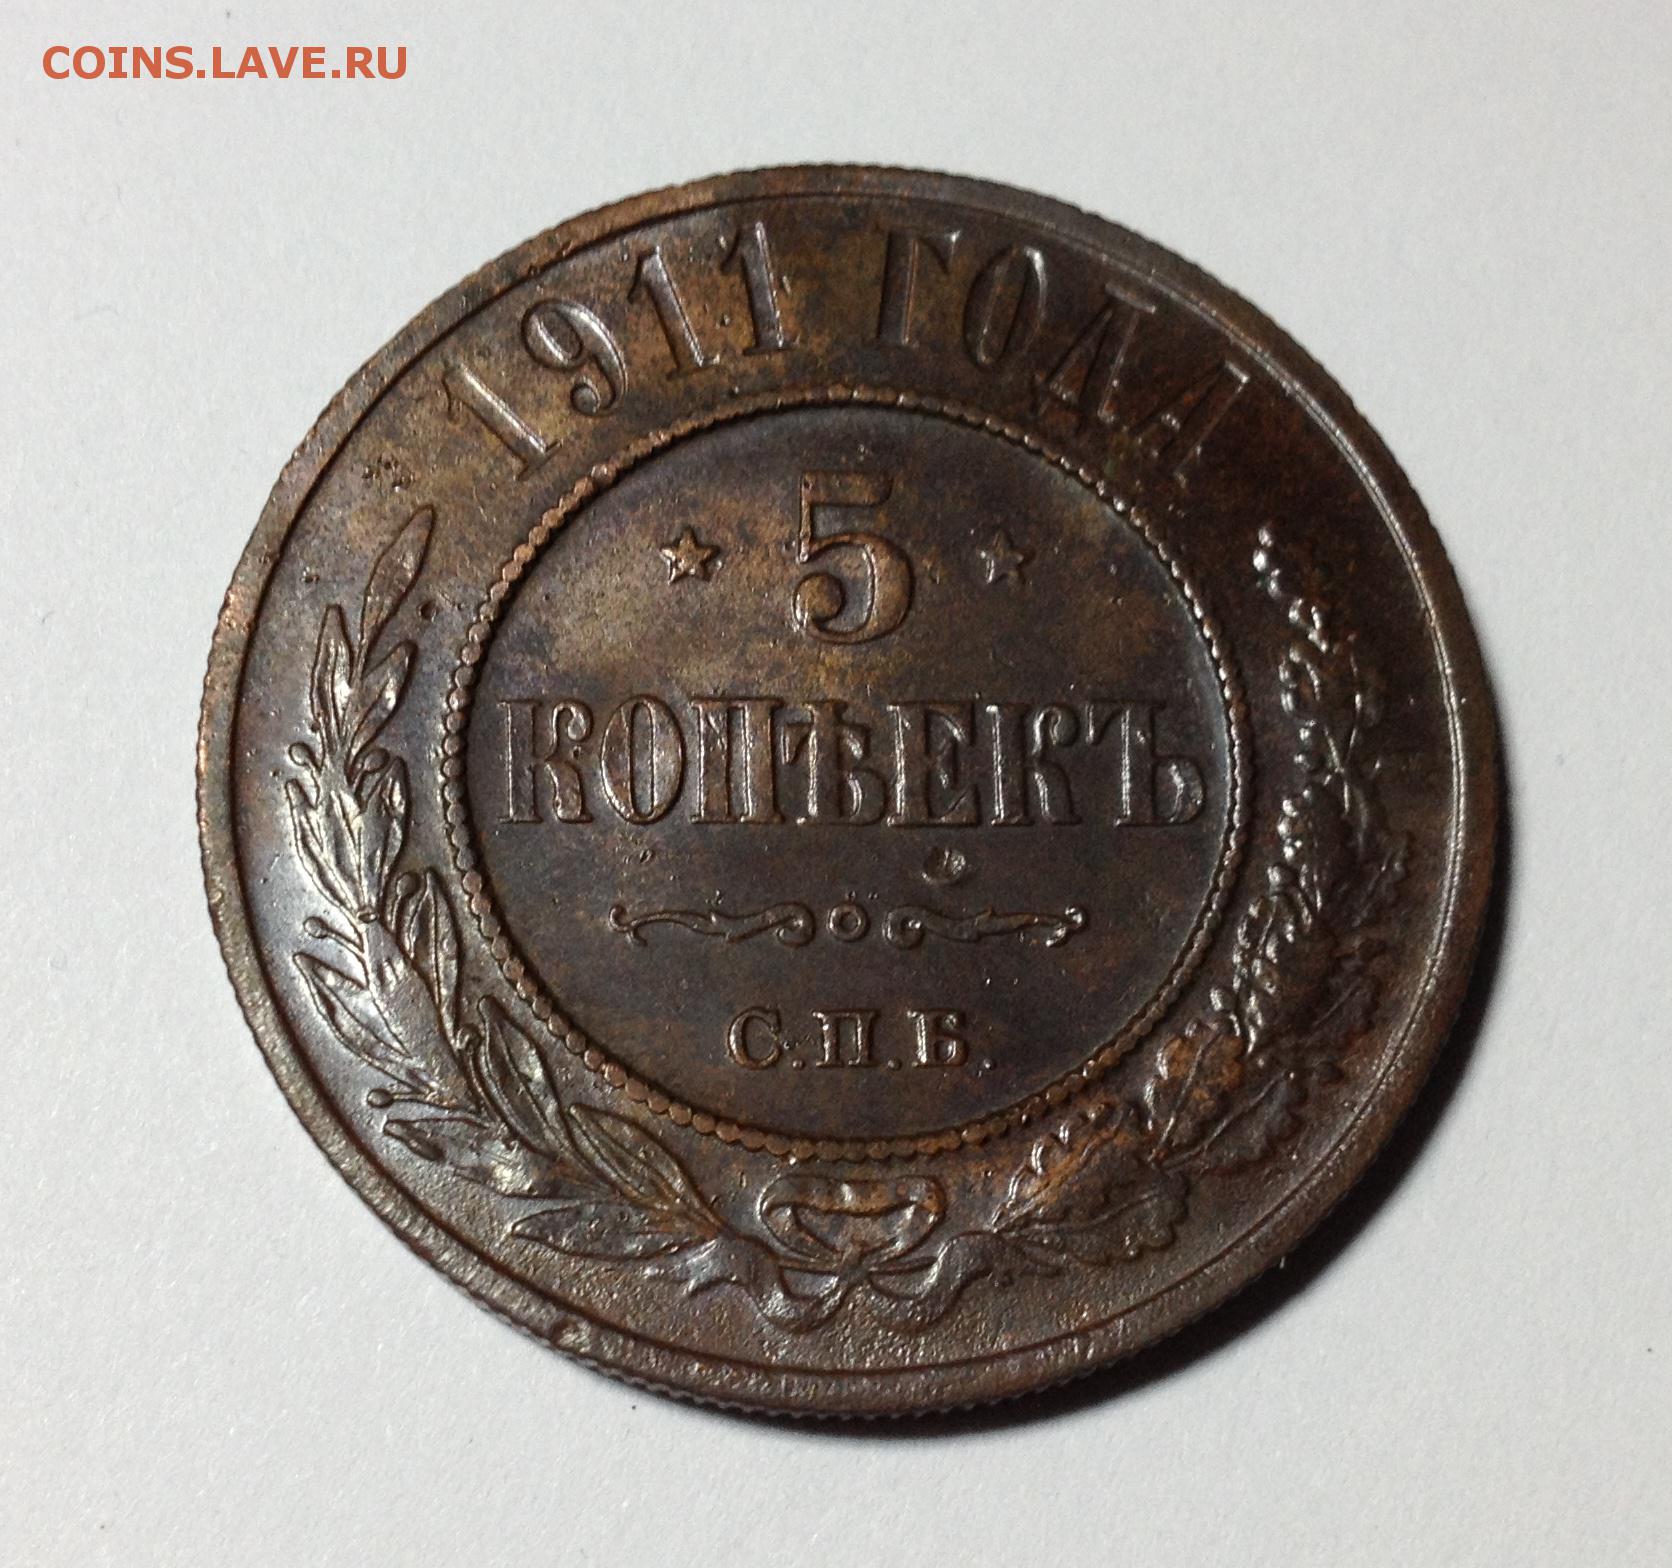 COINS.LAVE.RU
1911 ГОДА
5
КОПѢЕКЪ
С.П.Б.